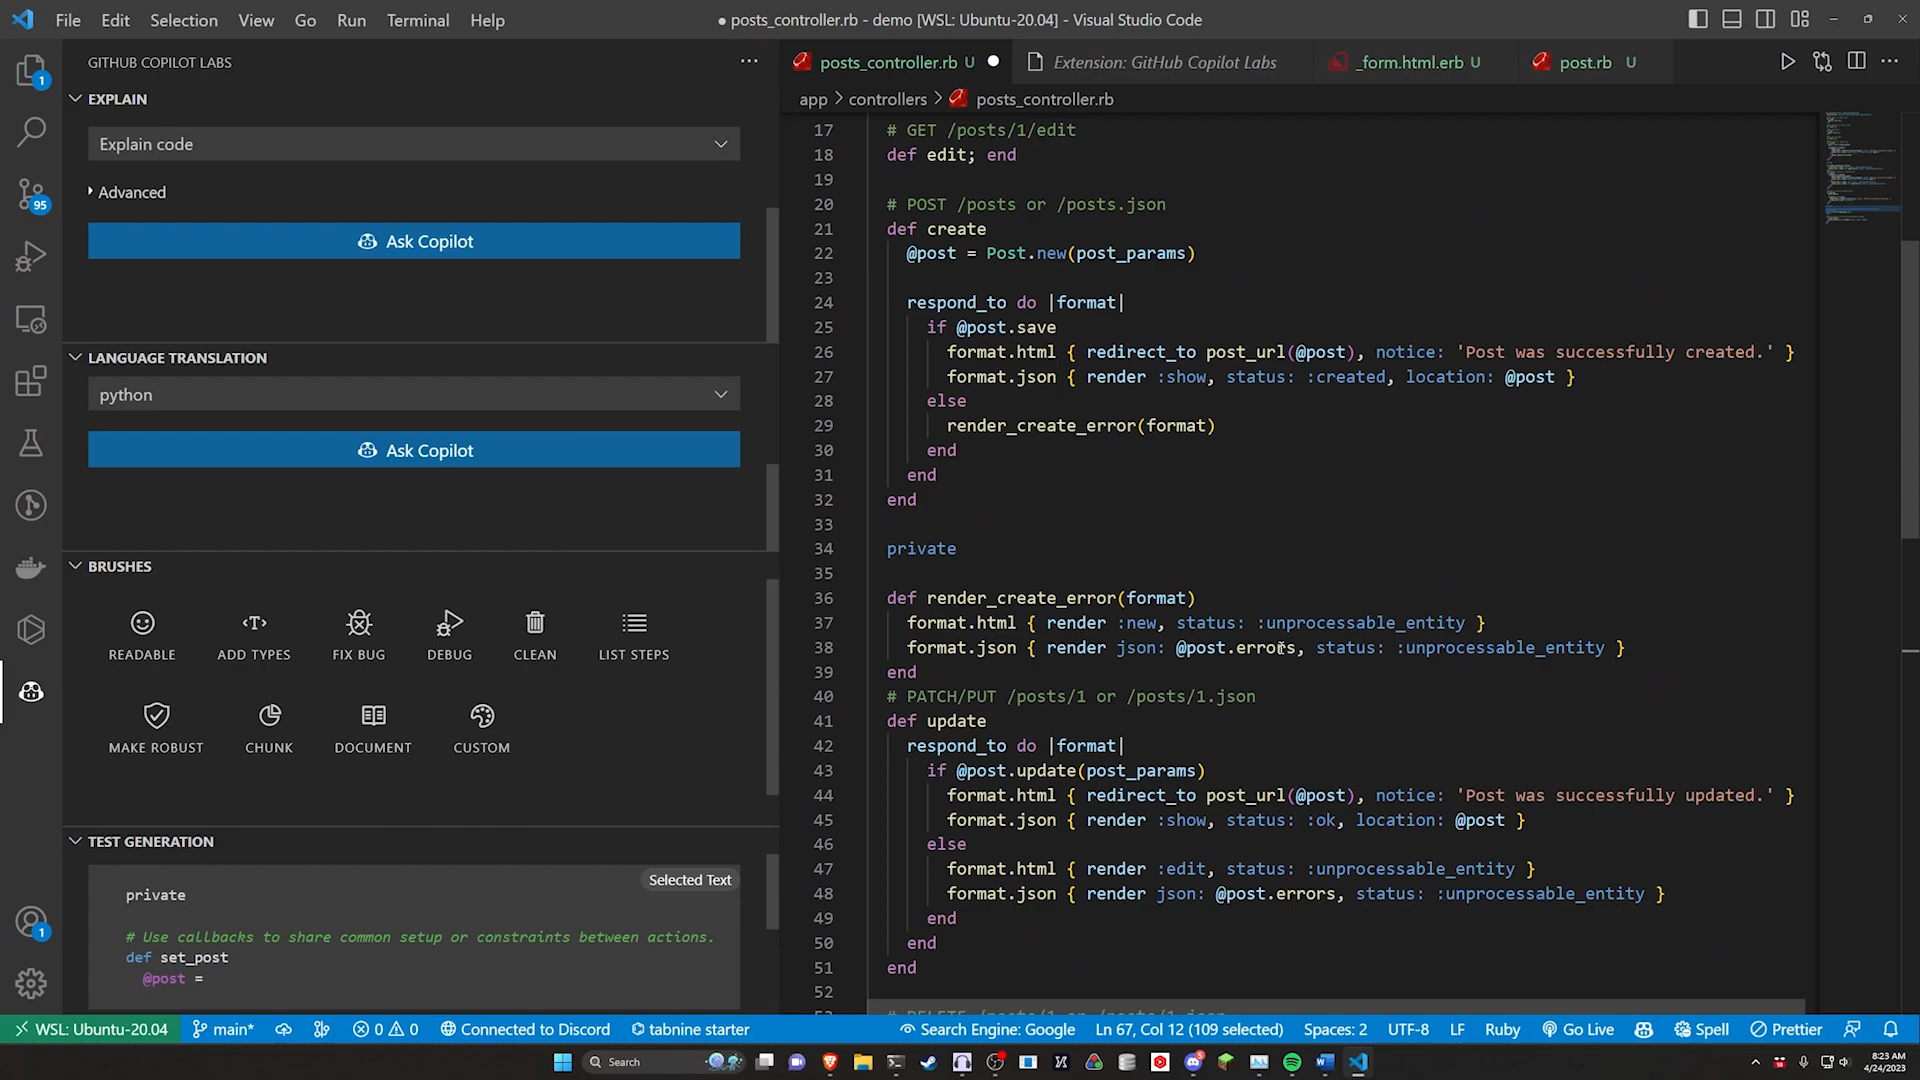 File Edit Selection View Go Run Terminal Help
● posts_controller.rb - demo [WSL: Ubuntu-20.04] - Visual Studio Code
GITHUB COPILOT LABS
EXPLAIN
Explain code
Advanced
Ask Copilot
LANGUAGE TRANSLATION
python
Ask Copilot
BRUSHES
READABLE ADD TYPES FIX BUG DEBUG CLEAN LIST STEPS
MAKE ROBUST CHUNK DOCUMENT CUSTOM
TEST GENERATION
Selected Text
private
# Use callbacks to share common setup or constraints between actions.
def set_post
@post =
1
95
1
posts_controller.rb U Extension: GitHub Copilot Labs _form.html.erb U post.rb U
app > controllers > posts_controller.rb
17 # GET /posts/1/edit
18 def edit; end
19
20 # POST /posts or /posts.json
21 def create
22 @post = Post.new(post_params)
23
24 respond_to do |format|
25 if @post.save
26 format.html { redirect_to post_url(@post), notice: 'Post was successfully created.' }
27 format.json { render :show, status: :created, location: @post }
28 else
29 render_create_error(format)
30 end
31 end
32 end
33
34 private
35
36 def render_create_error(format)
37 format.html { render :new, status: :unprocessable_entity }
38 format.json { render json: @post.errors, status: :unprocessable_entity }
39 end
40 # PATCH/PUT /posts/1 or /posts/1.json
41 def update
42 respond_to do |format|
43 if @post.update(post_params)
44 format.html { redirect_to post_url(@post), notice: 'Post was successfully updated.' }
45 format.json { render :show, status: :ok, location: @post }
46 else
47 format.html { render :edit, status: :unprocessable_entity }
48 format.json { render json: @post.errors, status: :unprocessable_entity }
49 end
50 end
51 end
52
WSL: Ubuntu-20.04 main* 0 0 Connected to Discord tabnine starter Search Engine: Google Ln 67, Col 12 (109 selected) Spaces: 2 UTF-8 LF Ruby Go Live Spell Prettier
Search
8:23 AM
4/24/2023